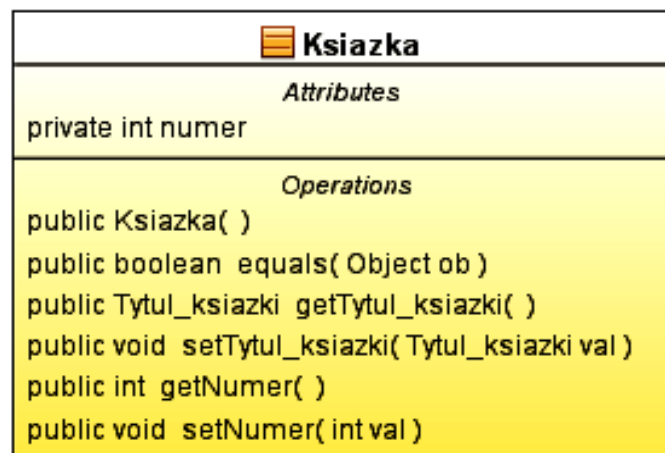 Ksiazka
Attributes
private int numer
Operations
public Ksiazka( )
public boolean equals( Object ob )
public Tytul_ksiazki getTytul_ksiazki( )
public void setTytul_ksiazki( Tytul_ksiazki val )
public int getNumer( )
public void setNumer( int val )